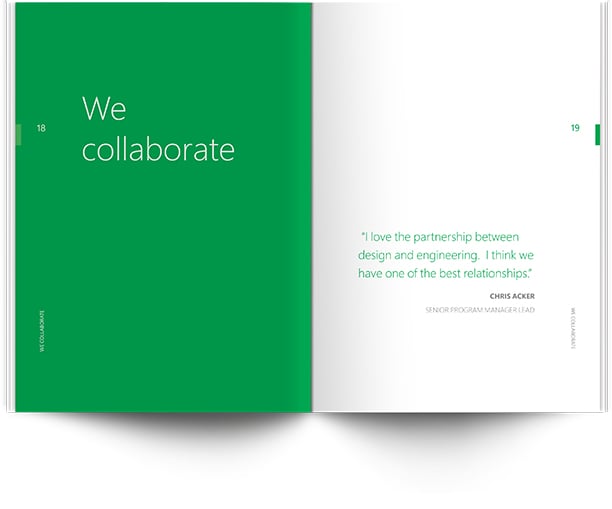 18
We
collaborate
WE COLLABORATE
19
"I love the partnership between
design and engineering. I think we
have one of the best relationships."
CHRIS ACKER
SENIOR PROGRAM MANAGER LEAD
WE COLLABORATE